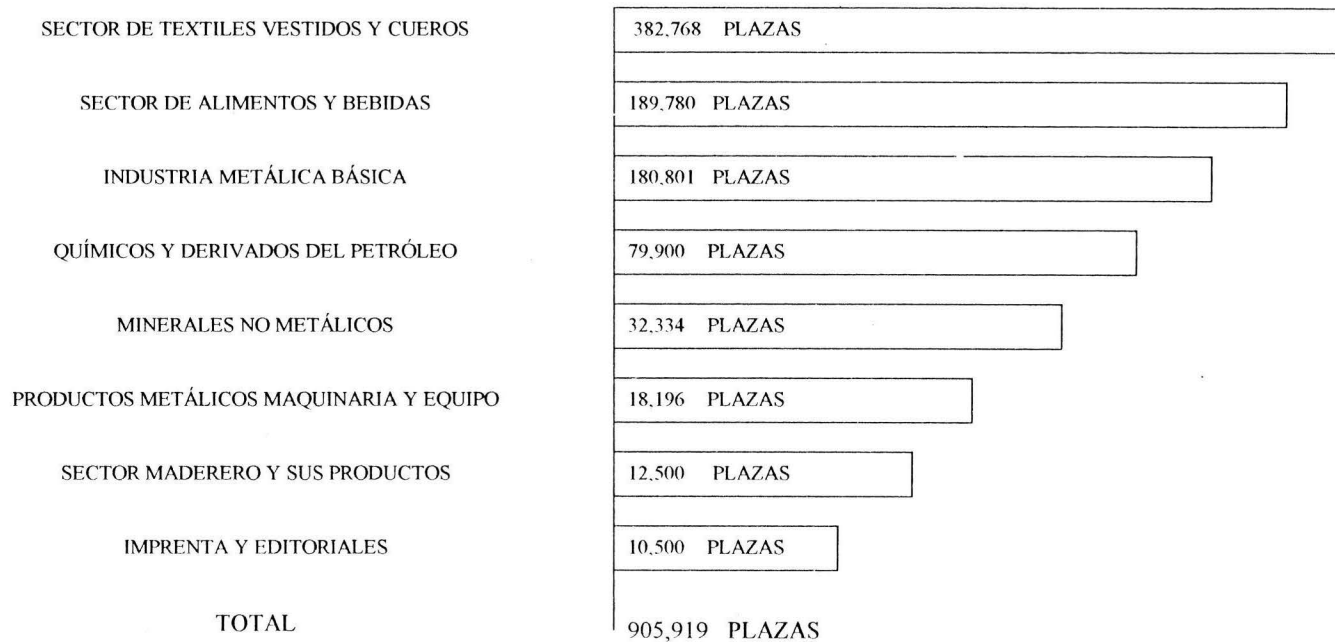 SECTOR DE TEXTILES VESTIDOS Y CUEROS 382,768 PLAZAS
SECTOR DE ALIMENTOS Y BEBIDAS 189,780 PLAZAS
INDUSTRIA METÁLICA BÁSICA 180,801 PLAZAS
QUÍMICOS Y DERIVADOS DEL PETRÓLEO 79,900 PLAZAS
MINERALES NO METÁLICOS 32,334 PLAZAS
PRODUCTOS METÁLICOS MAQUINARIA Y EQUIPO 18,196 PLAZAS
SECTOR MADERERO Y SUS PRODUCTOS 12,500 PLAZAS
IMPRENTA Y EDITORIALES 10,500 PLAZAS
TOTAL 905,919 PLAZAS